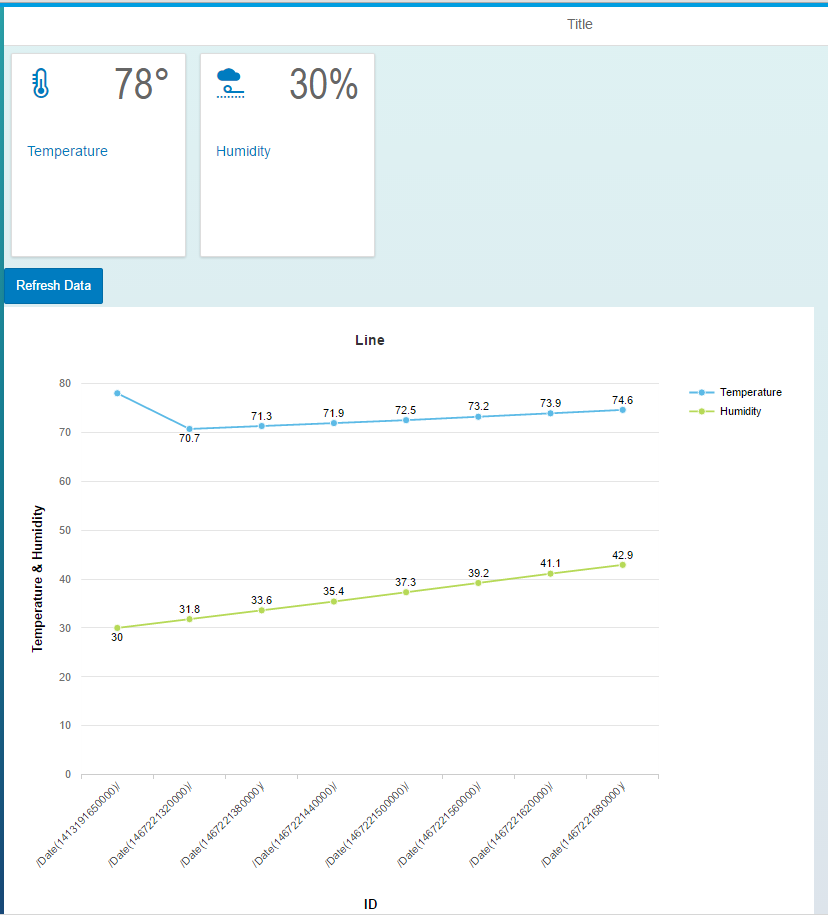 Title
78°
30%
Temperature
Humidity
Refresh Data
Line
Temperature
Humidity
80
70
60
50
40
30
20
10
0
Temperature & Humidity
70.7
71.3
71.9
72.5
73.2
73.9
74.6
30
31.8
33.6
35.4
37.3
39.2
41.1
42.9
/Date(1413191650000)/
/Date(1467221320000)/
/Date(1467221380000)/
/Date(1467221440000)/
/Date(1467221500000)/
/Date(1467221560000)/
/Date(1467221620000)/
/Date(1467221680000)/
ID